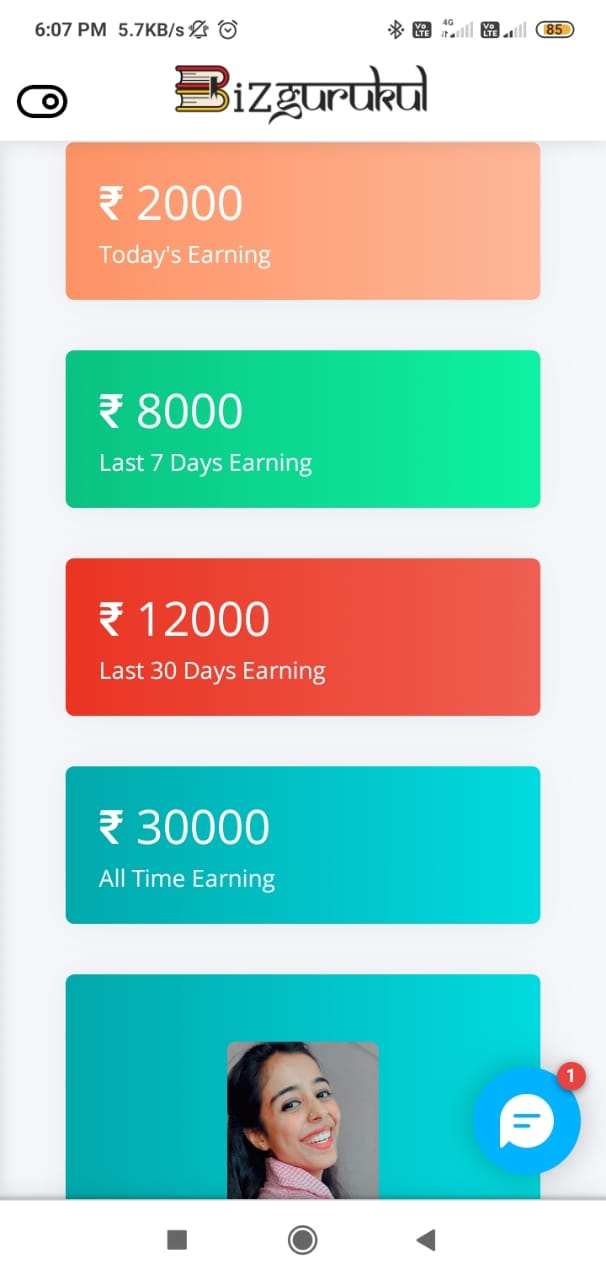 6:07 PM 5.7KB/s Vo LTE 4G Vo LTE 85
Bizgurukul
₹ 2000
Today's Earning
₹ 8000
Last 7 Days Earning
₹ 12000
Last 30 Days Earning
₹ 30000
All Time Earning
1